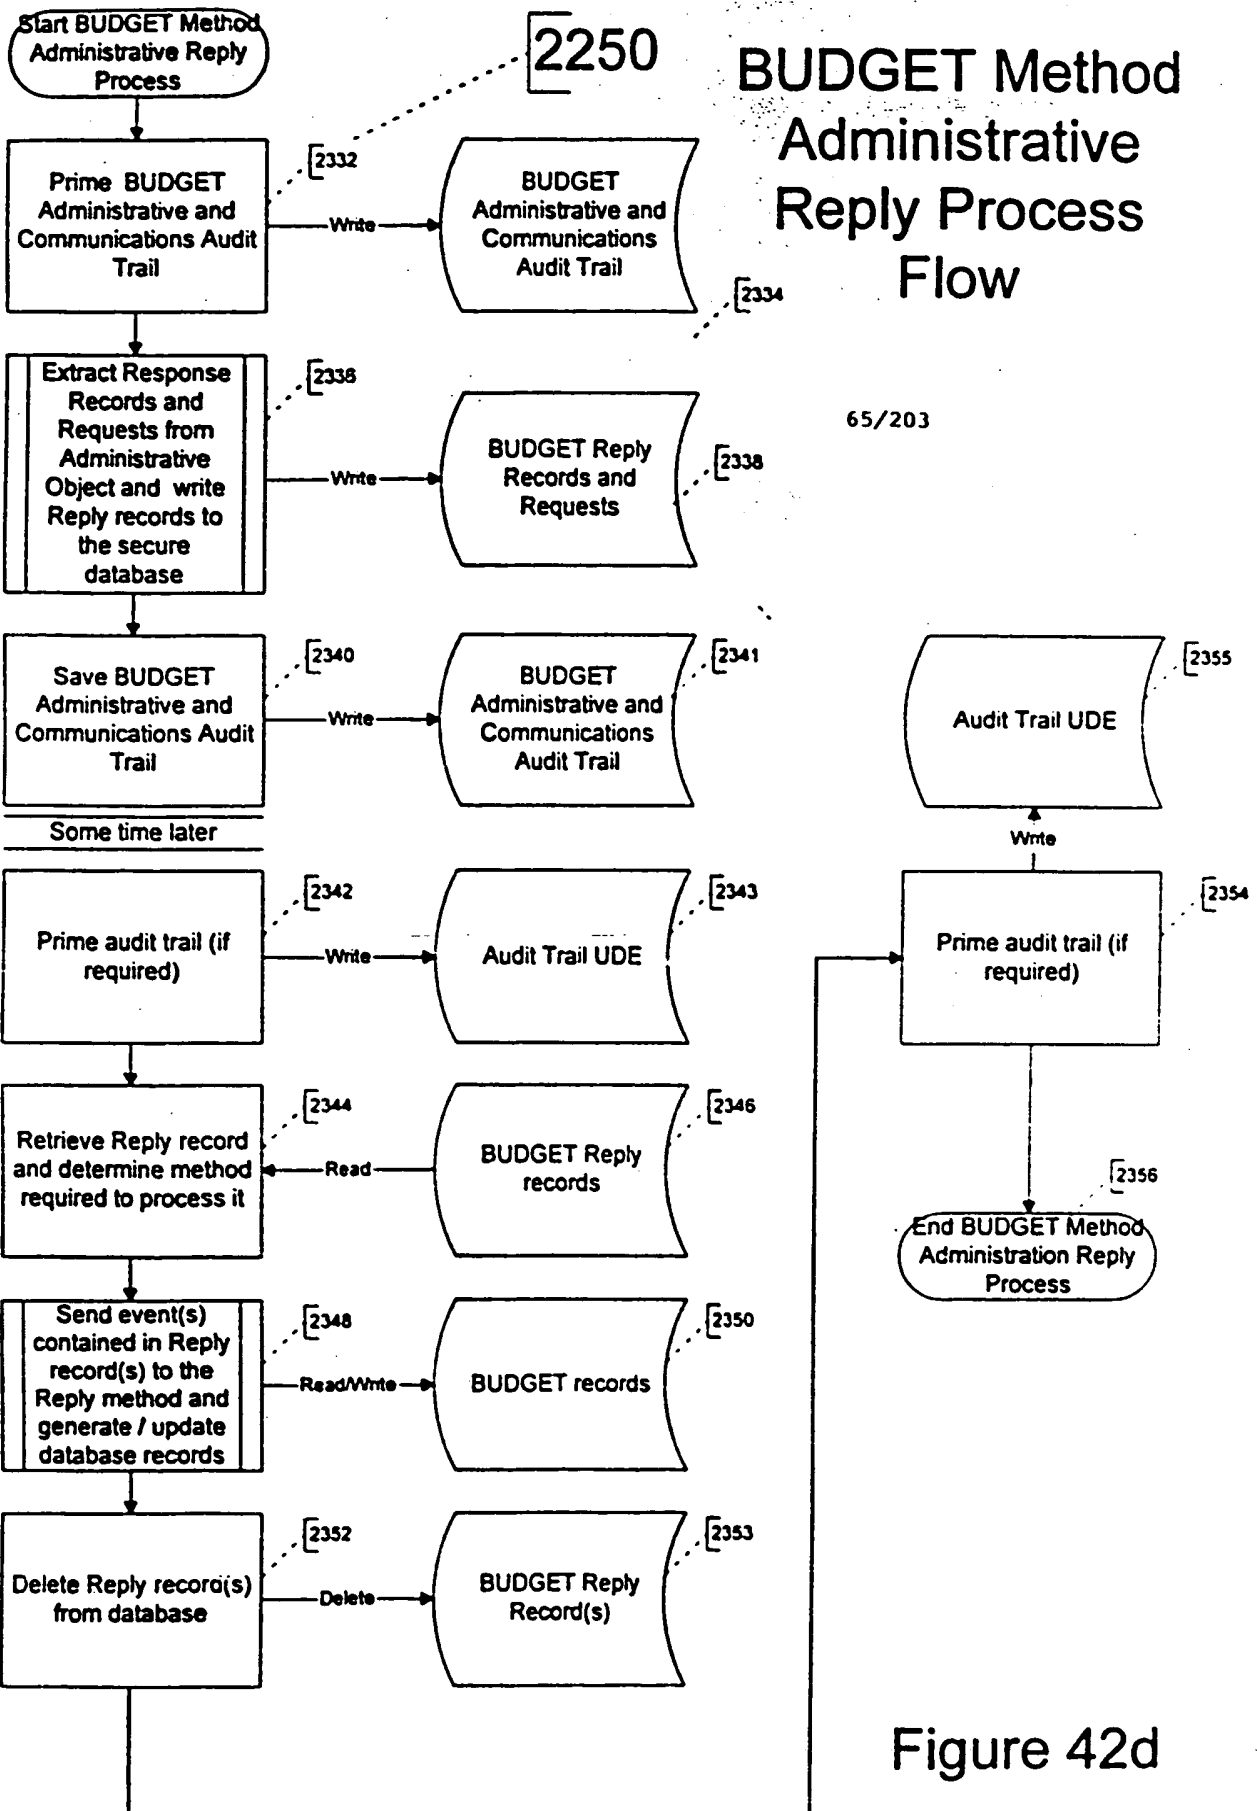 Start BUDGET Method
Administrative Reply
Process
2250
BUDGET Method
Administrative
Reply Process
Flow
65/203
Prime BUDGET
Administrative and
Communications Audit
Trail
2332
Write
BUDGET
Administrative and
Communications
Audit Trail
2334
Extract Response
Records and
Requests from
Administrative
Object and write
Reply records to
the secure
database
2336
Write
BUDGET Reply
Records and
Requests
2338
Save BUDGET
Administrative and
Communications Audit
Trail
2340
Write
BUDGET
Administrative and
Communications
Audit Trail
2341
Some time later
Prime audit trail (if
required)
2342
Write
Audit Trail UDE
2343
Retrieve Reply record
and determine method
required to process it
2344
Read
BUDGET Reply
records
2346
Send event(s)
contained in Reply
record(s) to the
Reply method and
generate / update
database records
2348
Read/Write
BUDGET records
2350
Delete Reply record(s)
from database
2352
Delete
BUDGET Reply
Record(s)
2353
Audit Trail UDE
2355
Write
Prime audit trail (if
required)
2354
2356
End BUDGET Method
Administration Reply
Process
Figure 42d